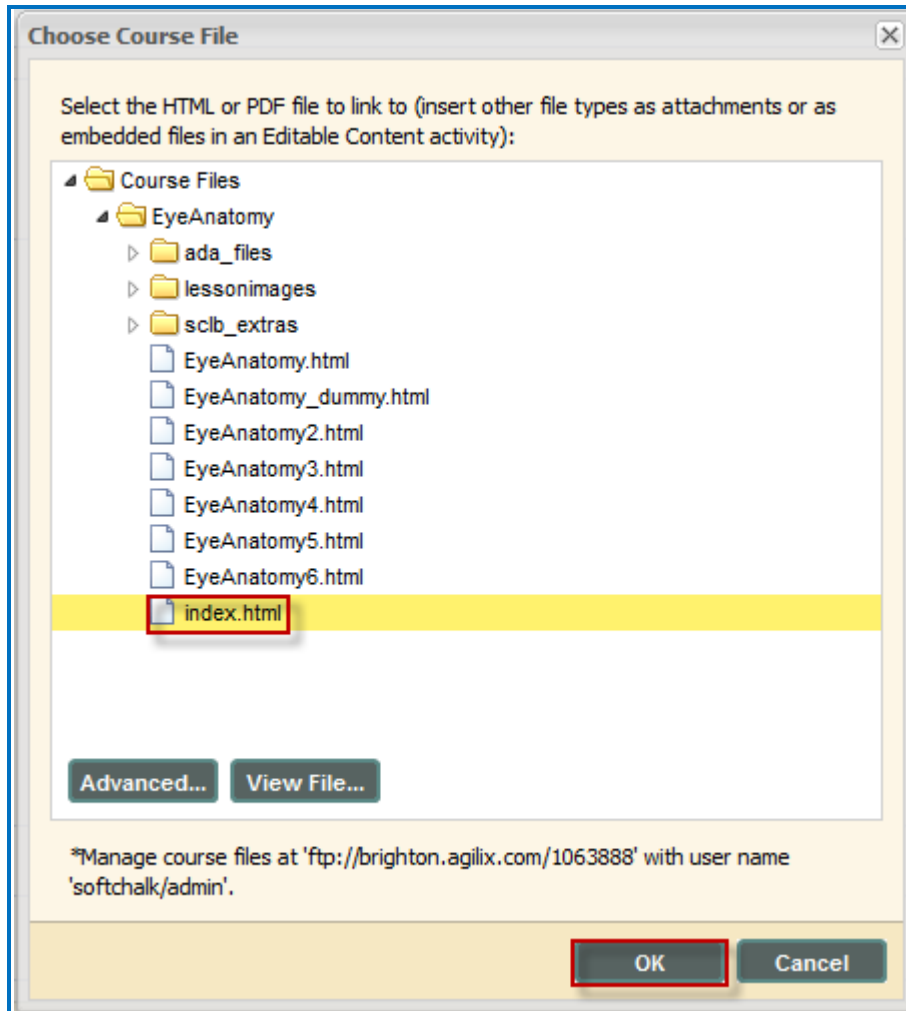 Choose Course File
Select the HTML or PDF file to link to (insert other file types as attachments or as
embedded files in an Editable Content activity):
Course Files
EyeAnatomy
ada_files
lessonimages
sclb_extras
EyeAnatomy.html
EyeAnatomy_dummy.html
EyeAnatomy2.html
EyeAnatomy3.html
EyeAnatomy4.html
EyeAnatomy5.html
EyeAnatomy6.html
index.html
Advanced... View File...
*Manage course files at 'ftp://brighton.agilix.com/1063888' with user name
'softchalk/admin'.
OK Cancel